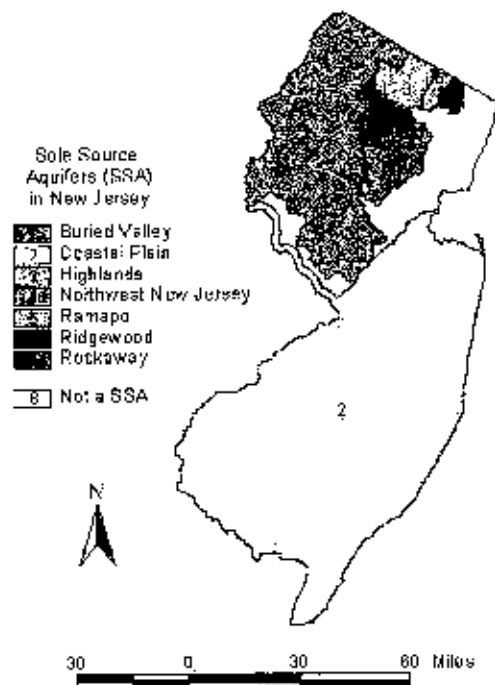 Sole Source
Aquifers (SSA)
in New Jersey
Buried Valley
2 Coastal Plain
Highlands
Northwest New Jersey
Ramapo
Ridgewood
Rockaway
8 Not a SSA
2
N
30 0 30 60 Miles